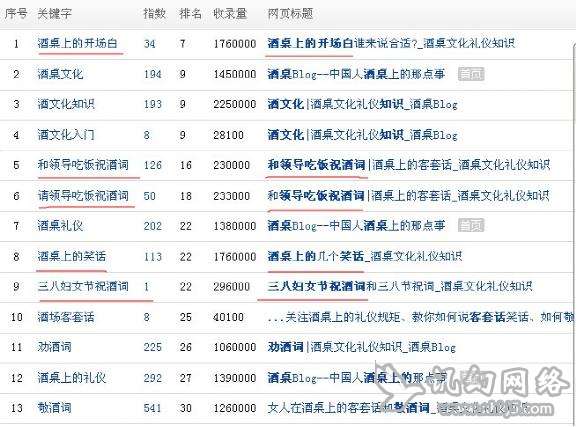 序号 关键字 指数 排名 收录量 网页标题
1 酒桌上的开场白 34 7 1760000 酒桌上的开场白谁来说合适?_酒桌文化礼仪知识
2 酒桌文化 194 9 1450000 酒桌Blog--中国人酒桌上的那点事 首页
3 酒文化知识 193 9 2250000 酒文化|酒桌文化礼仪知识_酒桌Blog
4 酒文化入门 8 9 28100 酒文化|酒桌文化礼仪知识_酒桌Blog
5 和领导吃饭祝酒词 126 16 230000 和领导吃饭祝酒词|酒桌上的客套话_酒桌文化礼仪知识
6 请领导吃饭祝酒词 50 18 233000 和领导吃饭祝酒词|酒桌上的客套话_酒桌文化礼仪知识
7 酒桌礼仪 202 22 1380000 酒桌Blog--中国人酒桌上的那点事 首页
8 酒桌上的笑话 113 22 1760000 酒桌上的几个笑话_酒桌文化礼仪知识
9 三八妇女节祝酒词 1 22 296000 三八妇女节祝酒词和三八节祝词_酒桌文化礼仪知识
10 酒场客套话 8 25 40100 ...关注酒桌上的礼仪规矩、教你如何说客套话笑话、如何敬
11 劝酒词 225 26 1060000 劝酒词|酒桌文化礼仪知识_酒桌Blog
12 酒桌上的礼仪 292 27 1390000 酒桌Blog--中国人酒桌上的那点事
13 敬酒词 541 30 1260000 女人在酒桌上的客套话和敬酒词_酒桌文化礼仪知识
机幻网络